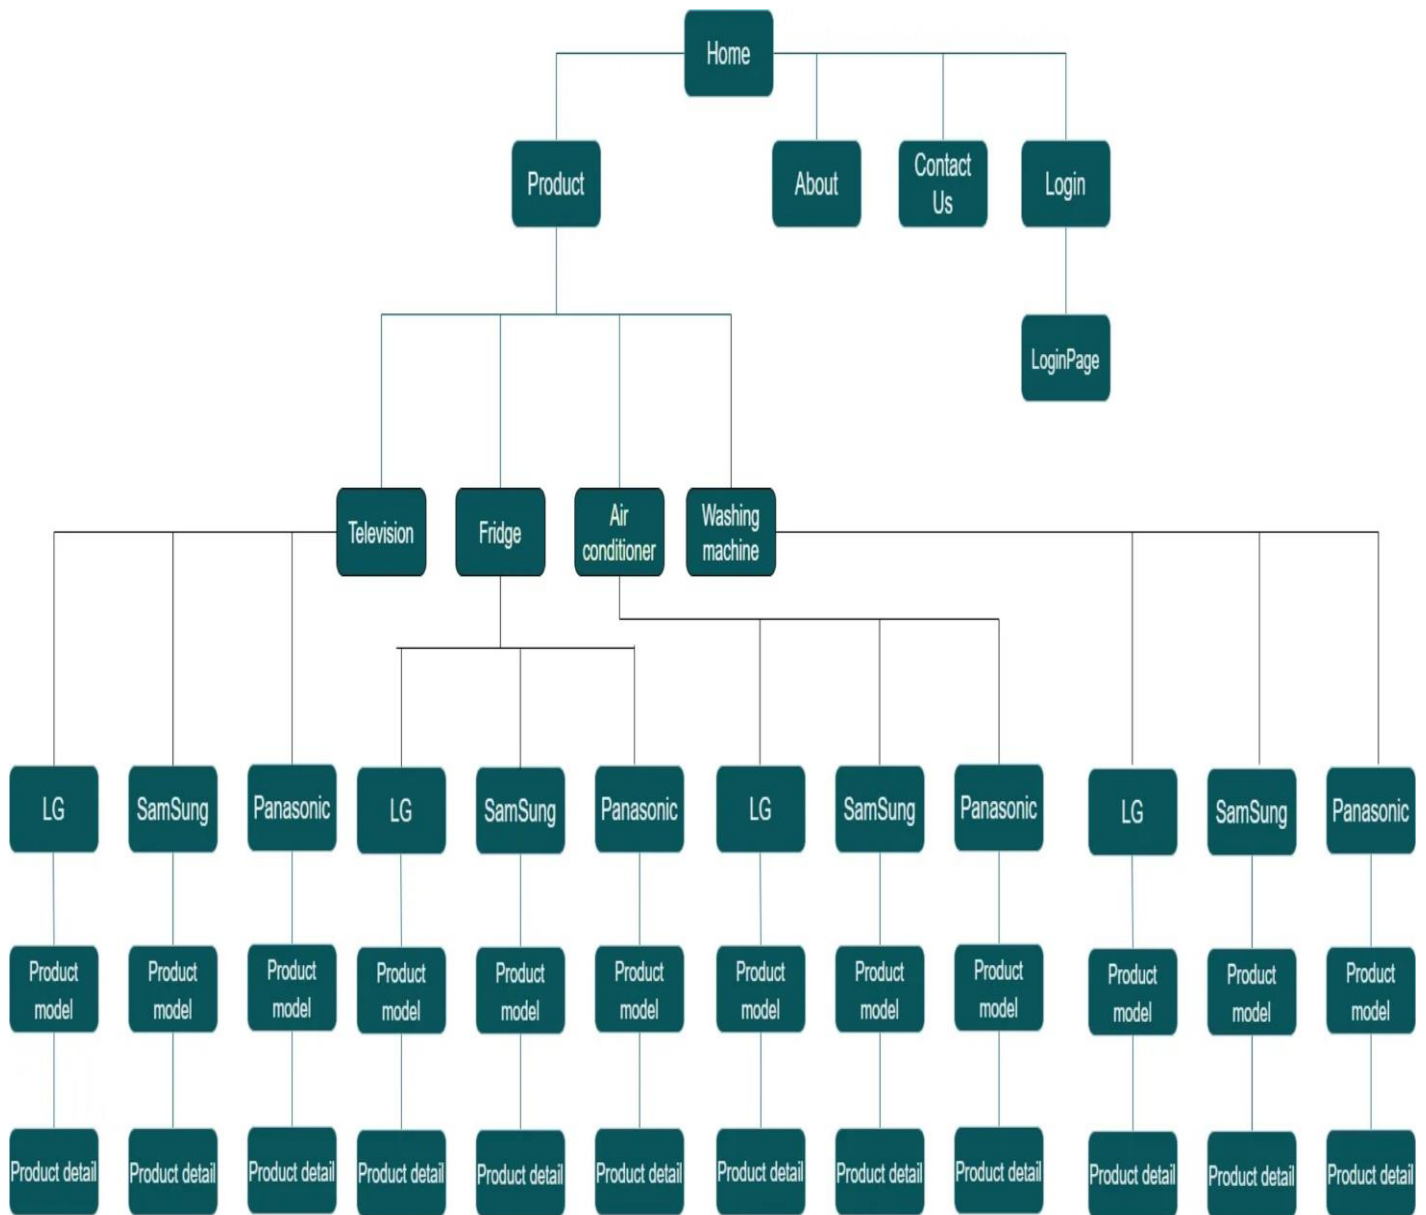 Home
Product
About
Contact
Us
Login
LoginPage
Television
Fridge
Air
conditioner
Washing
machine
LG
SamSung
Panasonic
LG
SamSung
Panasonic
LG
SamSung
Panasonic
LG
SamSung
Panasonic
Product
model
Product
model
Product
model
Product
model
Product
model
Product
model
Product
model
Product
model
Product
model
Product
model
Product
model
Product
model
Product detail
Product detail
Product detail
Product detail
Product detail
Product detail
Product detail
Product detail
Product detail
Product detail
Product detail
Product detail